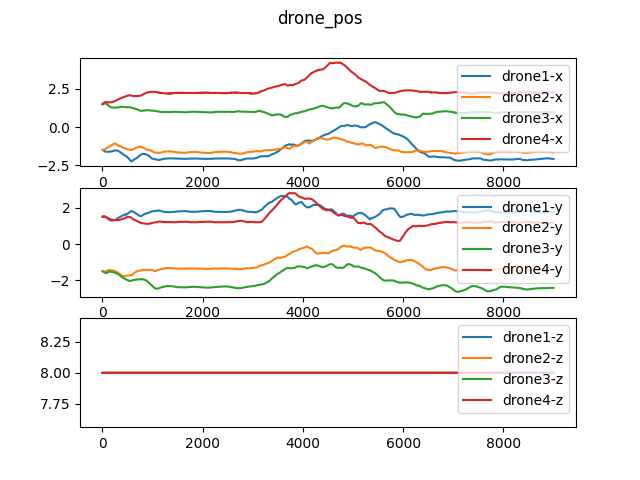 drone_pos
2.5
0.0
−2.5
drone1-x
drone2-x
drone3-x
drone4-x
0 2000 4000 6000 8000
2
0
−2
drone1-y
drone2-y
drone3-y
drone4-y
0 2000 4000 6000 8000
8.25
8.00
7.75
drone1-z
drone2-z
drone3-z
drone4-z
0 2000 4000 6000 8000